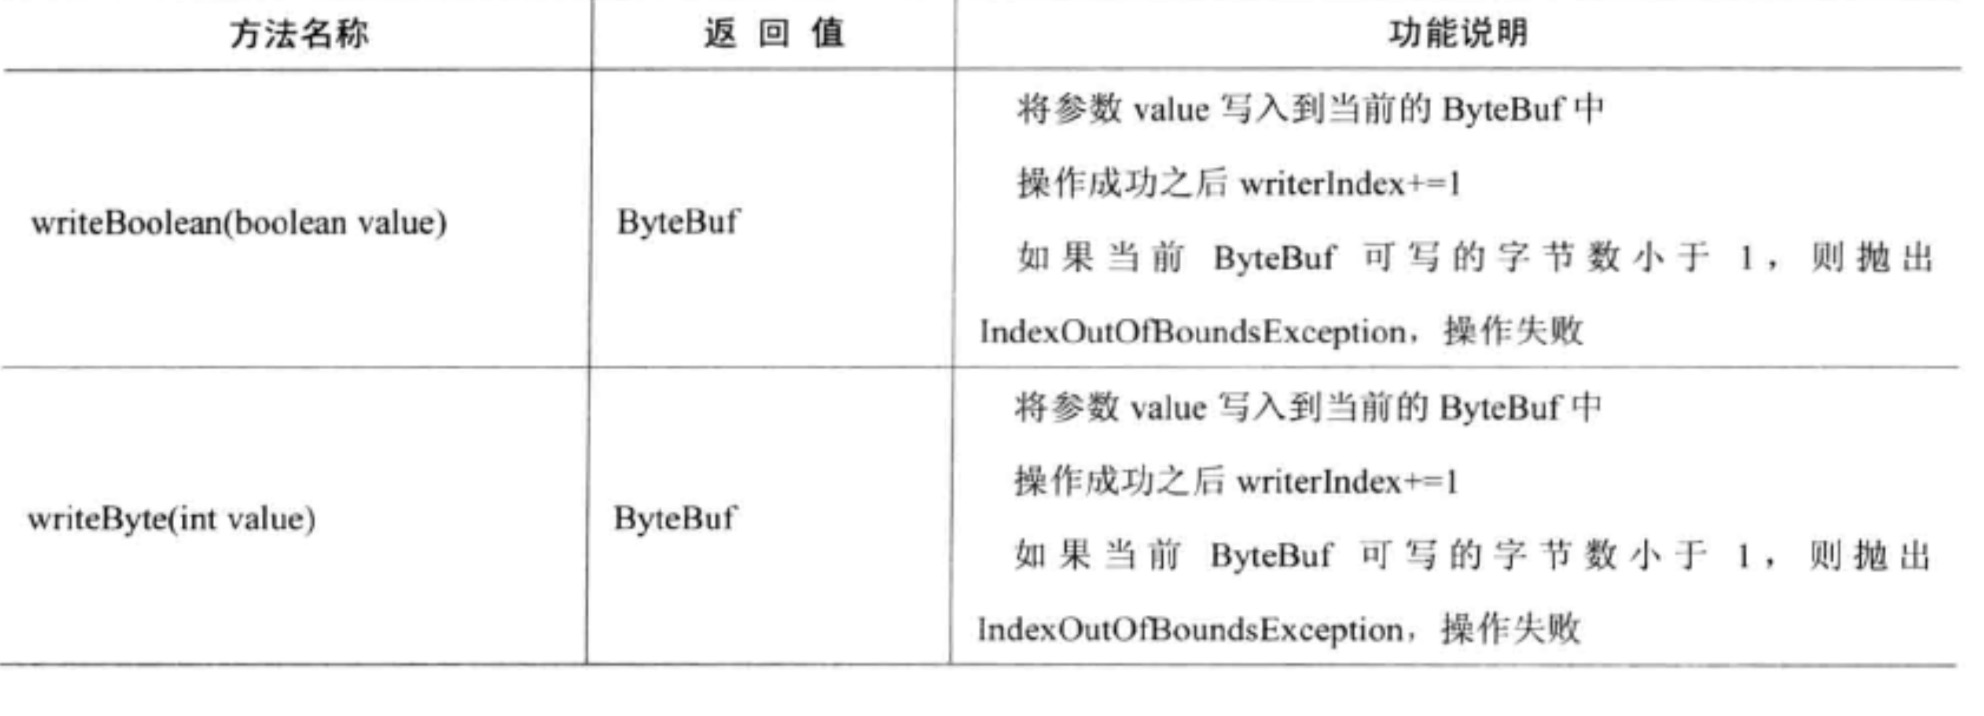 方法名称 返回值 功能说明
将参数 value 写入到当前的 ByteBuf 中
操作成功之后 writerIndex+=1
writeBoolean(boolean value) ByteBuf
如果当前 ByteBuf 可写的字节数小于 1，则抛出
IndexOutOfBoundsException，操作失败
将参数 value 写入到当前的 ByteBuf 中
操作成功之后 writerIndex+=1
writeByte(int value) ByteBuf
如果当前 ByteBuf 可写的字节数小于 1，则抛出
IndexOutOfBoundsException，操作失败